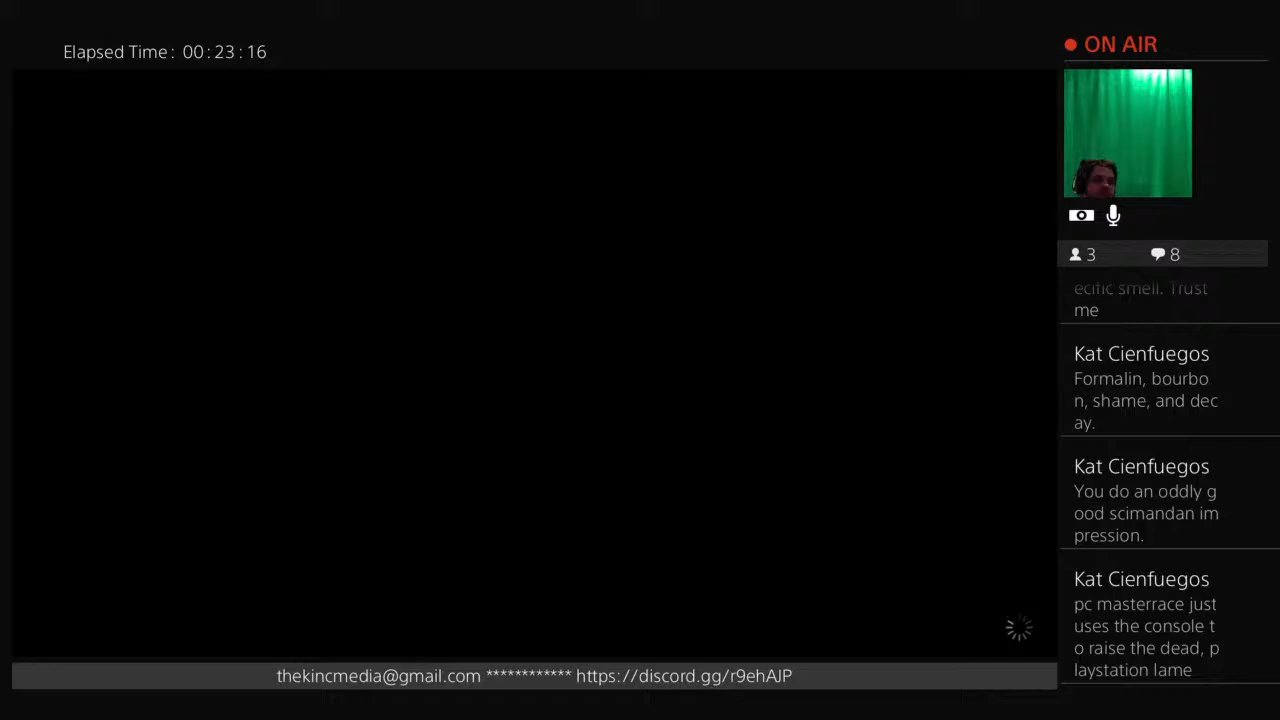 Elapsed Time: 00:23:16
ON AIR
3
8
ecific smell. Trust
me
Kat Cienfuegos
Formalin, bourbo
n, shame, and dec
ay.
Kat Cienfuegos
You do an oddly g
ood scimandan im
pression.
Kat Cienfuegos
pc masterrace just
uses the console t
o raise the dead, p
laystation lame
thekincmedia@gmail.com ************ https://discord.gg/r9ehAJP